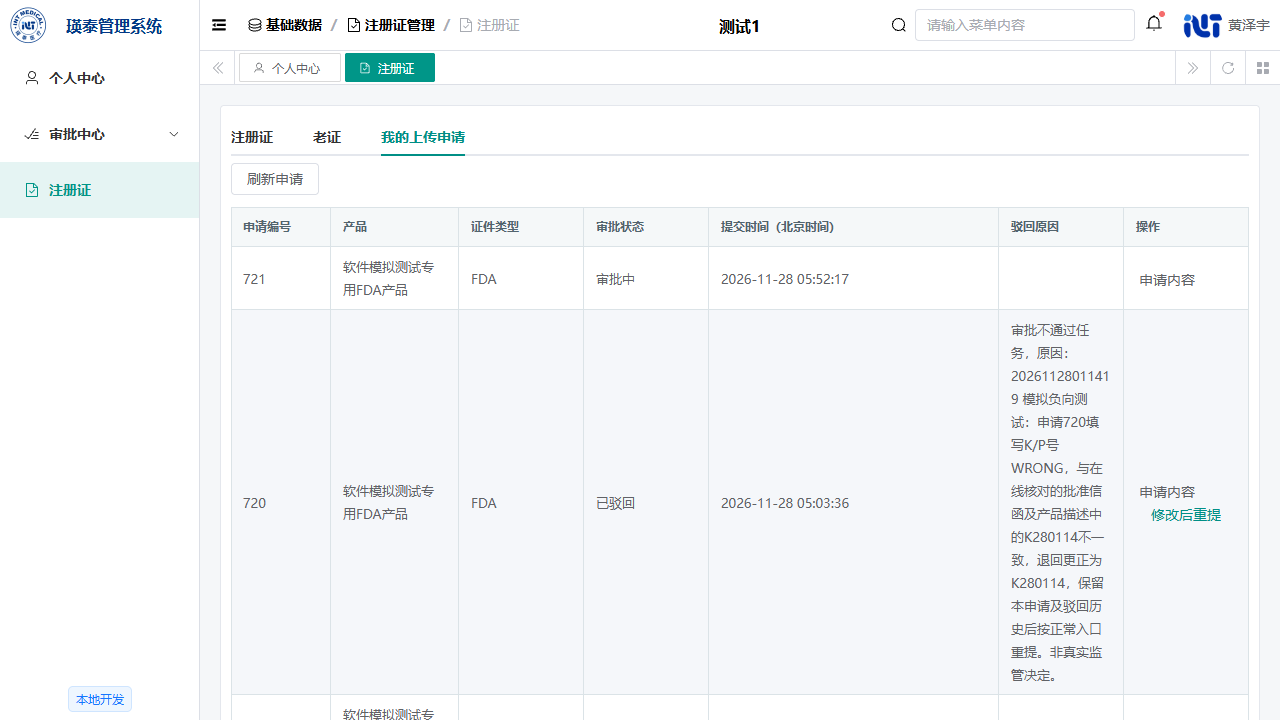 瑛泰管理系统
基础数据 / 注册证管理 / 注册证
测试1
请输入菜单内容
黄泽宇
个人中心
审批中心
注册证
个人中心
注册证
注册证
老证
我的上传申请
刷新申请
申请编号 产品 证件类型 审批状态 提交时间（北京时间） 驳回原因 操作
721
软件模拟测试专
用FDA产品
FDA
审批中
2026-11-28 05:52:17
申请内容
720
软件模拟测试专
用FDA产品
FDA
已驳回
2026-11-28 05:03:36
审批不通过任
务，原因：
2026112801141
9 模拟负向测
试：申请720填
写K/P号
WRONG，与在
线核对的批准信
函及产品描述中
的K280114不一
致，退回更正为
K280114，保留
本申请及驳回历
史后按正常入口
重提。非真实监
管决定。
申请内容
修改后重提
软件模拟测试专
本地开发